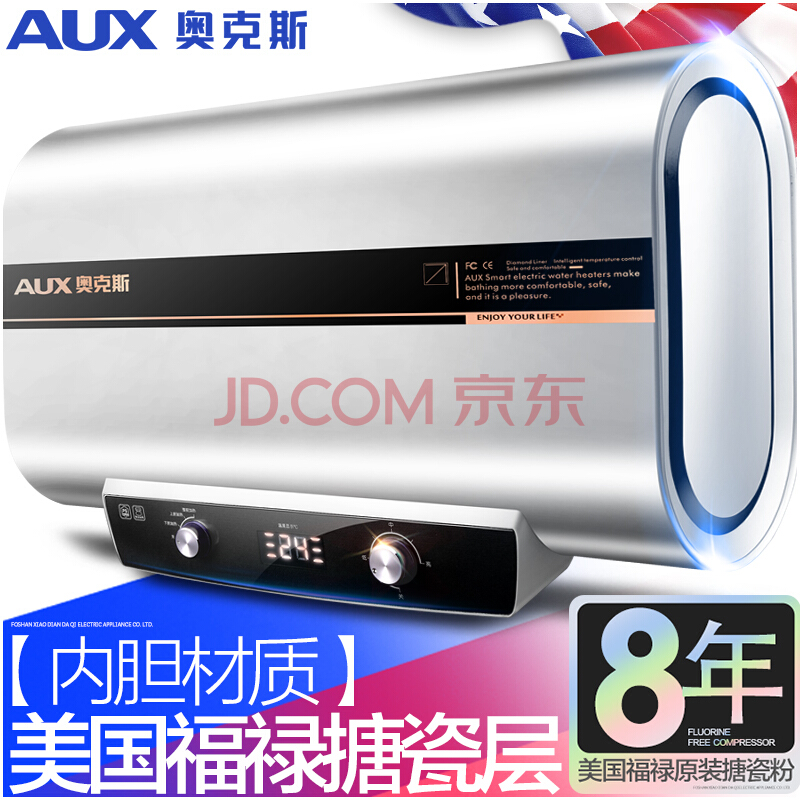 AUX 奥克斯
AUX 奥克斯
FC CE
Diamond Liner Intelligent temperature control
Safe and comfortable
AUX Smart electric water heaters make
bathing more comfortable, safe,
and it is a pleasure.
ENJOY YOUR LIFE
JD.COM 京东
24
中
高
FOSHAN XIAO DIAN DA QI ELECTRIC APPLIANCE CO. LTD.
【内胆材质】
美国福禄搪瓷层
8年
FLUORINE
FREE COMPRESSOR
美国福禄原装搪瓷粉